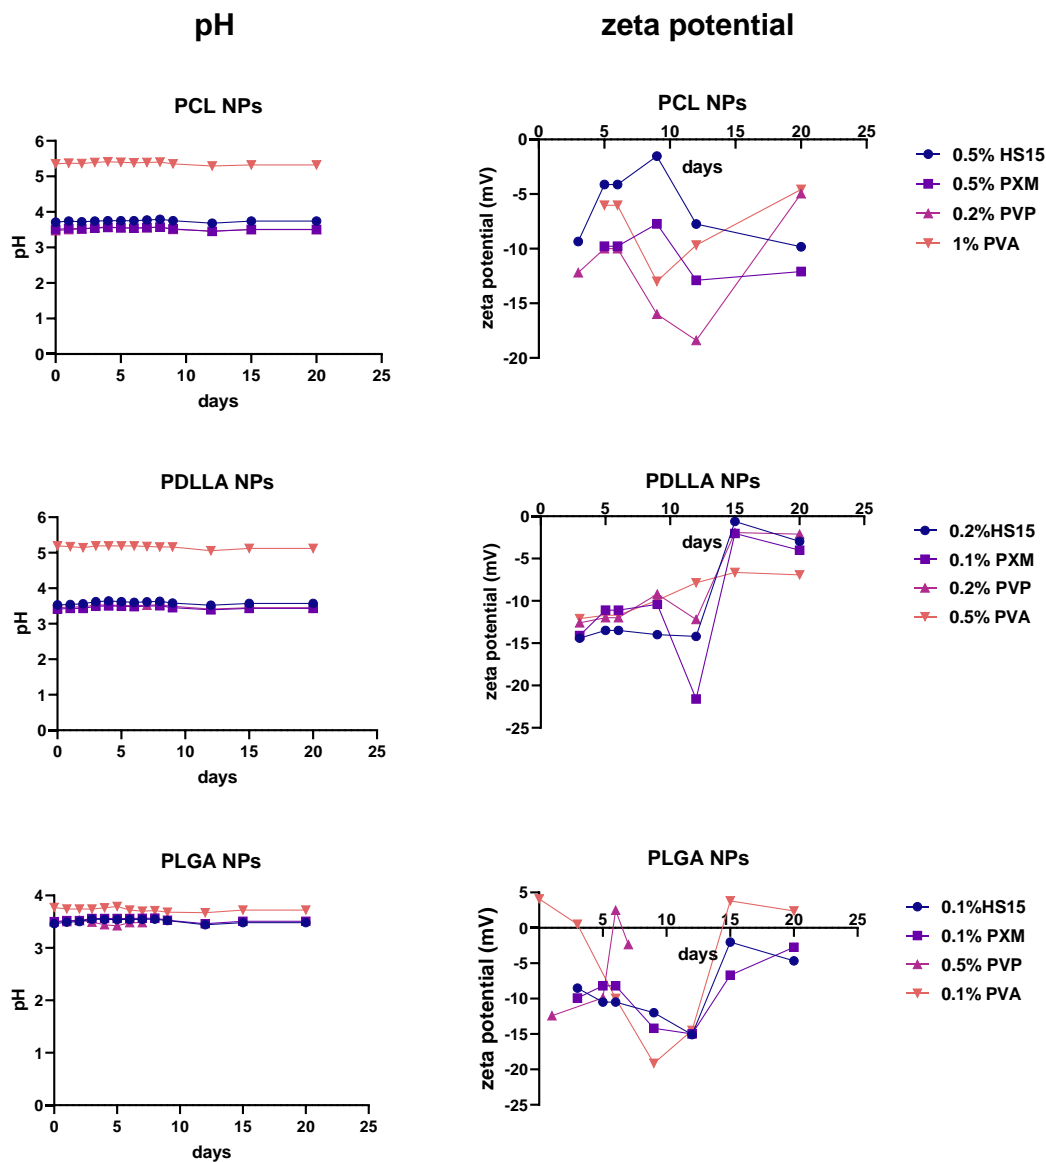 pH
zeta potential
PCL NPs
6
5
4
3
2
1
0
pH
0 5 10 15 20 25
days
PCL NPs
0 5 10 15 20 25
0
-5
-10
-15
-20
zeta potential (mV)
days
0.5% HS15
0.5% PXM
0.2% PVP
1% PVA
PDLLA NPs
6
5
4
3
2
1
0
pH
0 5 10 15 20 25
days
PDLLA NPs
0 5 10 15 20 25
0
-5
-10
-15
-20
-25
zeta potential (mV)
days
0.2%HS15
0.1% PXM
0.2% PVP
0.5% PVA
PLGA NPs
4
3
2
1
0
pH
0 5 10 15 20 25
days
PLGA NPs
5
0
-5
-10
-15
-20
-25
zeta potential (mV)
5 10 15 20 25
days
0.1%HS15
0.1% PXM
0.5% PVP
0.1% PVA